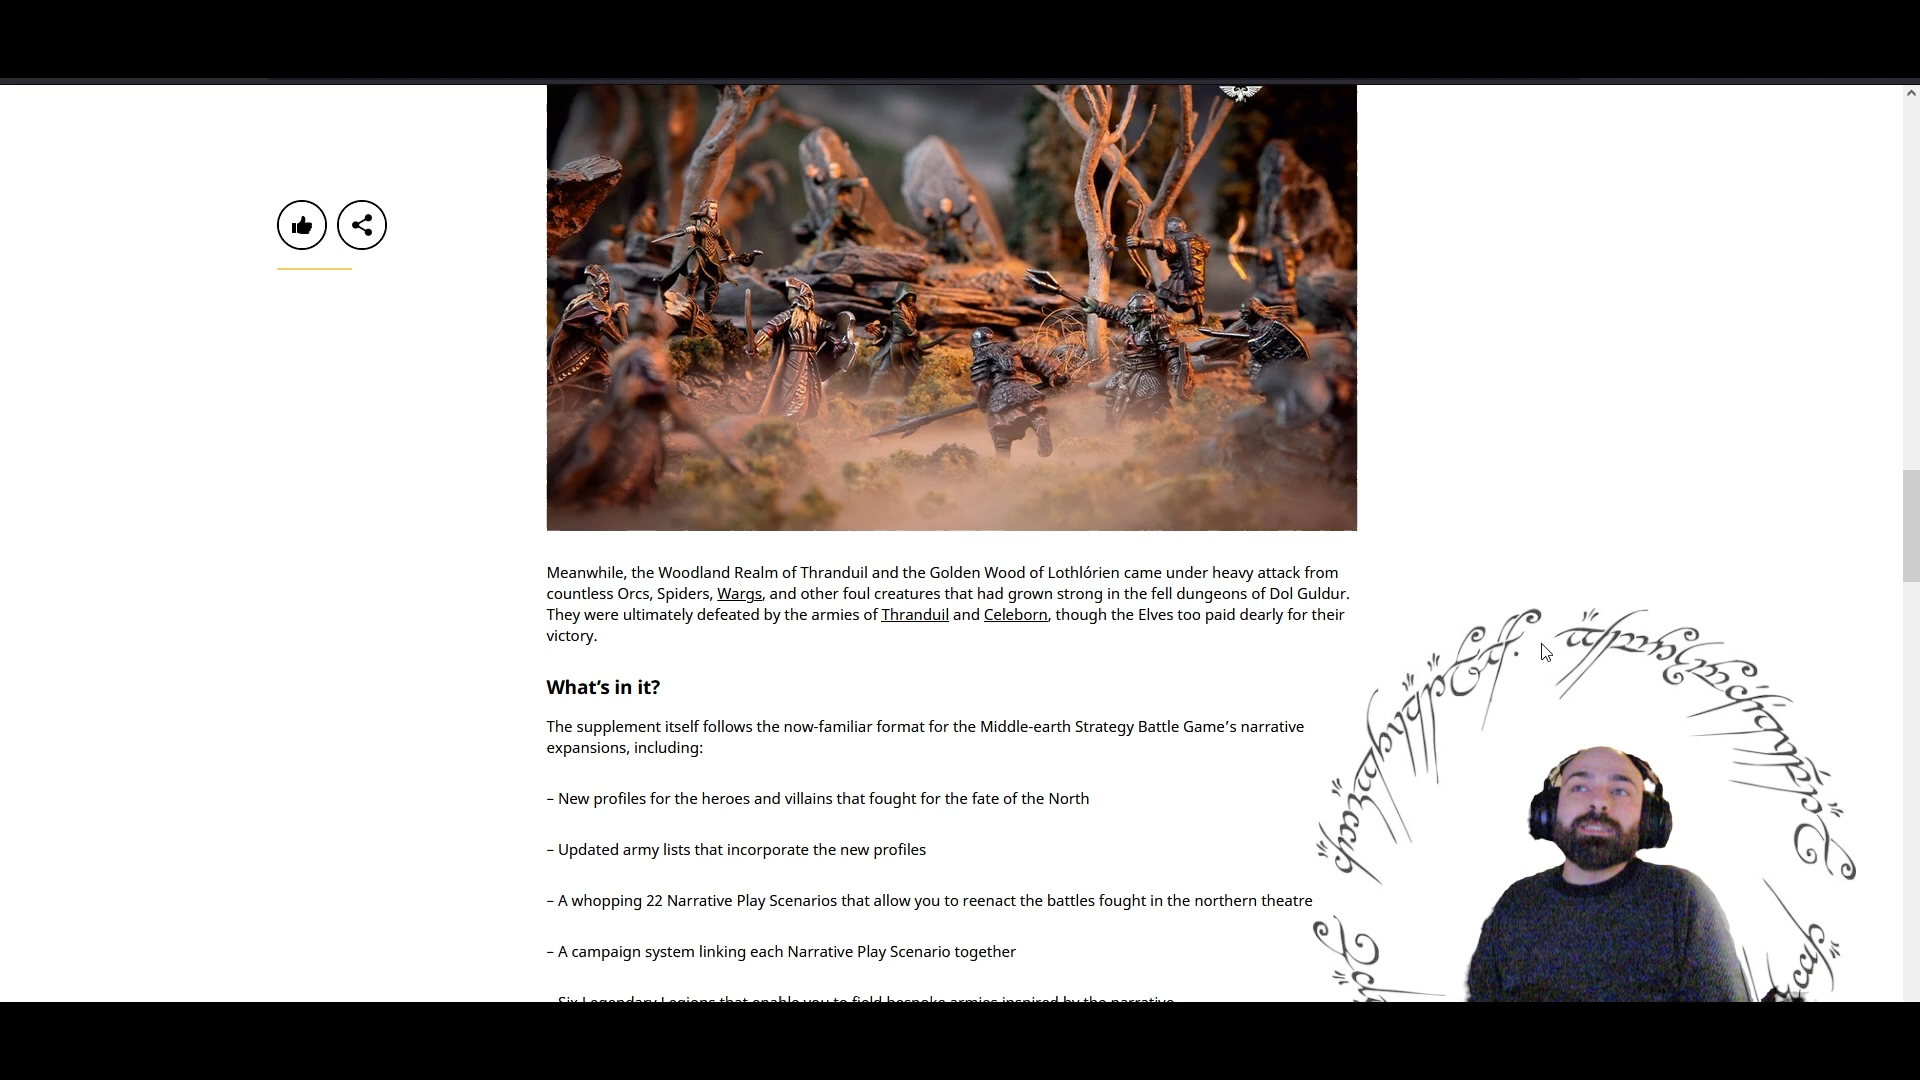 Meanwhile, the Woodland Realm of Thranduil and the Golden Wood of Lothlórien came under heavy attack from
countless Orcs, Spiders, Wargs, and other foul creatures that had grown strong in the fell dungeons of Dol Guldur.
They were ultimately defeated by the armies of Thranduil and Celeborn, though the Elves too paid dearly for their
victory.
What’s in it?
The supplement itself follows the now-familiar format for the Middle-earth Strategy Battle Game’s narrative
expansions, including:
– New profiles for the heroes and villains that fought for the fate of the North
– Updated army lists that incorporate the new profiles
– A whopping 22 Narrative Play Scenarios that allow you to reenact the battles fought in the northern theatre
– A campaign system linking each Narrative Play Scenario together
– Six Legendary Legions that enable you to field bespoke armies inspired by the narrative